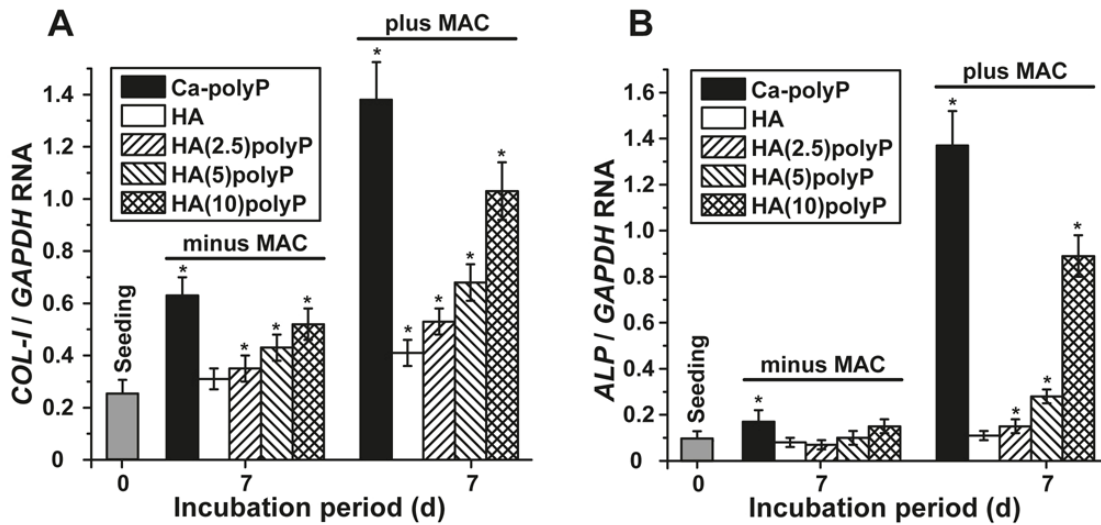 A
plus MAC
*
1.4
Ca-polyP
HA
HA(2.5)polyP
HA(5)polyP
HA(10)polyP
*
1.2
1.0
0.8
minus MAC
*
*
*
*
*
*
*
0.6
0.4
0.2
0
Seeding
COL-I / GAPDH RNA
0
7
7
Incubation period (d)
B
plus MAC
*
1.6
Ca-polyP
HA
HA(2.5)polyP
HA(5)polyP
HA(10)polyP
1.4
1.2
1.0
*
0.8
0.6
0.4
minus MAC
*
*
*
0.2
0.0
Seeding
ALP / GAPDH RNA
0
7
7
Incubation period (d)